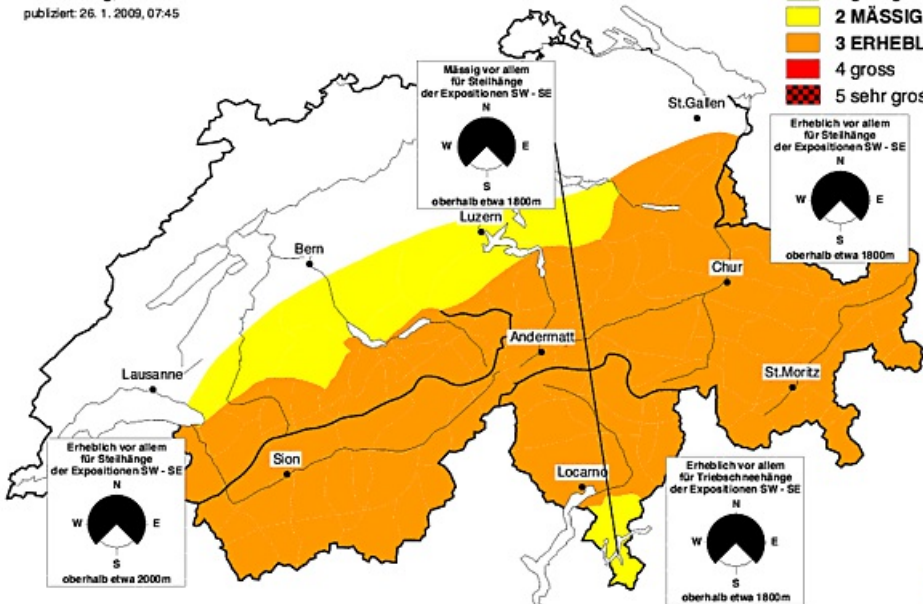 publiziert: 26. 1. 2009, 07:45
2 MÄSSIG
3 ERHEBL
4 gross
5 sehr gros
Mässig vor allem
für Steilhänge
der Expositionen SW - SE
N
W E
S
oberhalb etwa 1800m
St.Gallen
Erheblich vor allem
für Steilhänge
der Expositionen SW - SE
N
W E
S
oberhalb etwa 1800m
Luzern
Bern
Chur
Andermatt
Lausanne
St.Moritz
Erheblich vor allem
für Steilhänge
der Expositionen SW - SE
N
W E
S
oberhalb etwa 2000m
Sion
Locarno
Erheblich vor allem
für Triebschneehänge
der Expositionen SW - SE
N
W E
S
oberhalb etwa 1800m